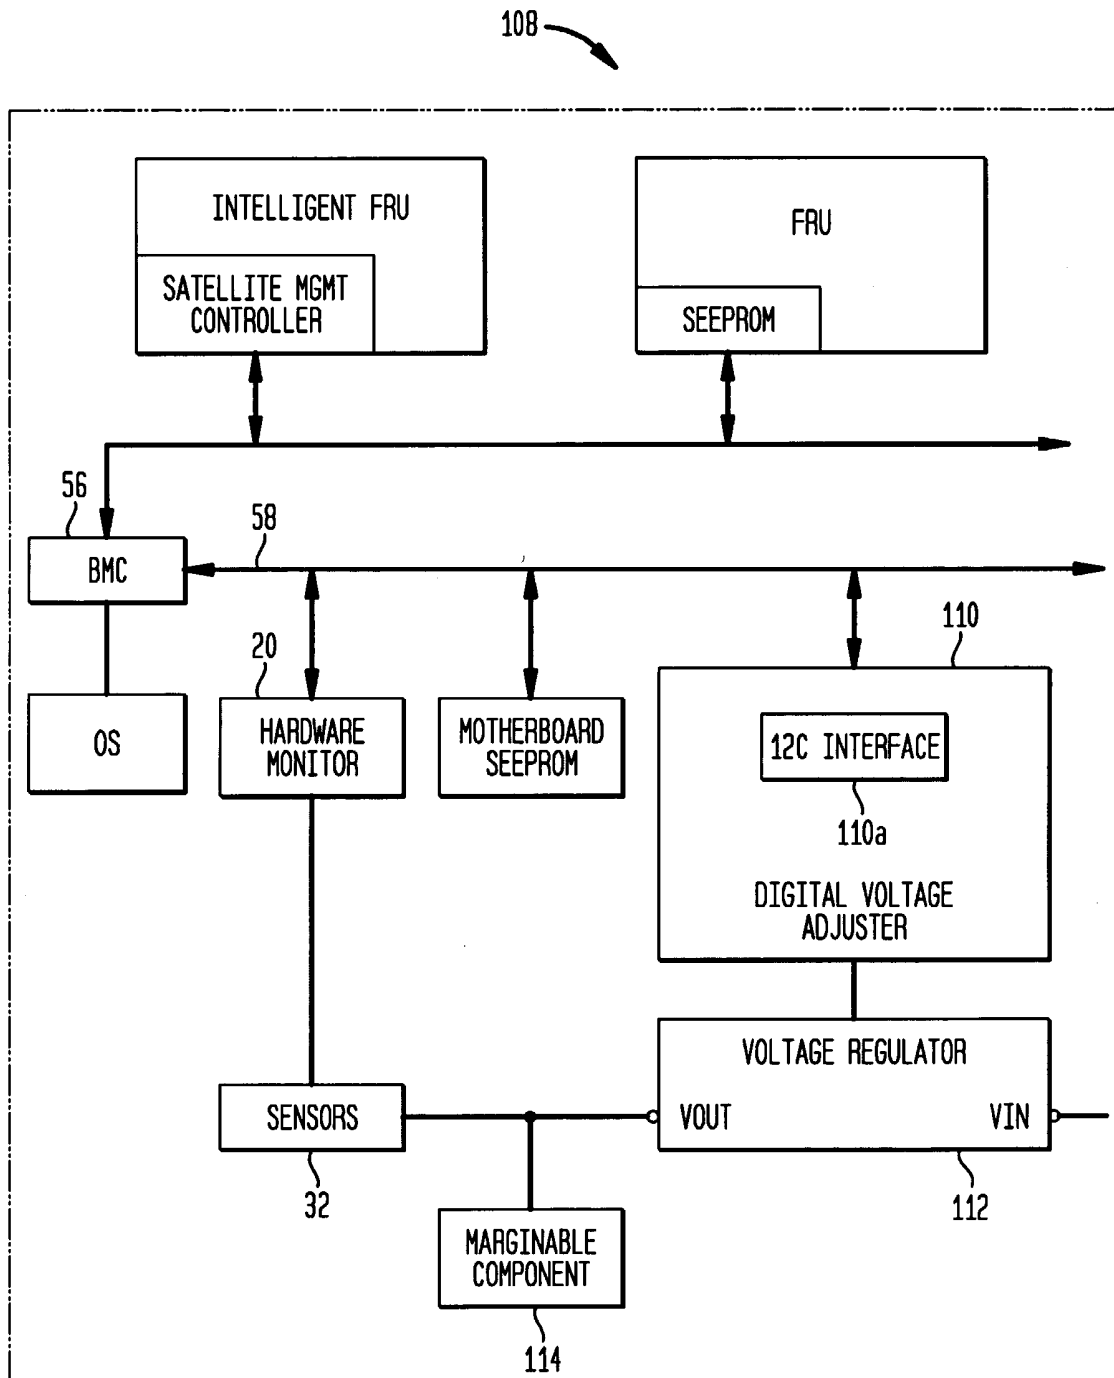 108
INTELLIGENT FRU
SATELLITE MGMT
CONTROLLER
FRU
SEEPROM
56
BMC
58
OS
20
HARDWARE
MONITOR
MOTHERBOARD
SEEPROM
110
12C INTERFACE
110a
DIGITAL VOLTAGE
ADJUSTER
VOLTAGE REGULATOR
VOUT
VIN
112
SENSORS
32
MARGINABLE
COMPONENT
114